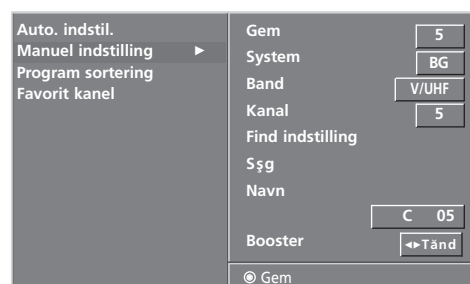 Auto. indstil.
Manuel indstilling ►
Program sortering
Favorit kanel
Gem 5
System BG
Band V/UHF
Kanal 5
Find indstilling
Sşg
Navn
C 05
Booster ◄►Tănd
◉ Gem